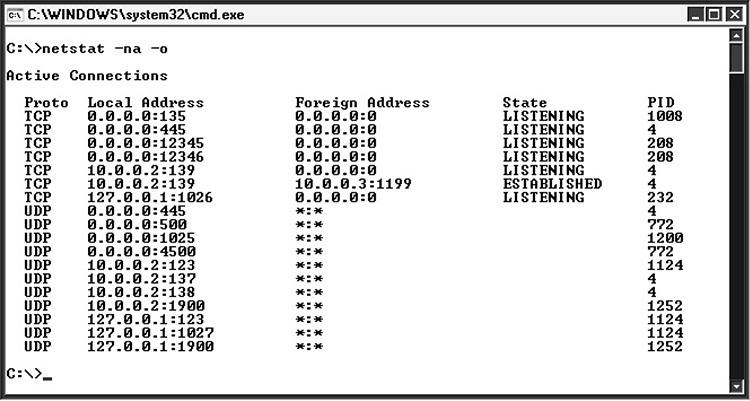 C:\WINDOWS\system32\cmd.exe
C:\>netstat -na -o
Active Connections
Proto Local Address Foreign Address State PID
TCP 0.0.0.0:135 0.0.0.0:0 LISTENING 1008
TCP 0.0.0.0:445 0.0.0.0:0 LISTENING 4
TCP 0.0.0.0:12345 0.0.0.0:0 LISTENING 208
TCP 0.0.0.0:12346 0.0.0.0:0 LISTENING 208
TCP 10.0.0.2:139 0.0.0.0:0 LISTENING 4
TCP 10.0.0.2:139 10.0.0.3:1199 ESTABLISHED 4
TCP 127.0.0.1:1026 0.0.0.0:0 LISTENING 232
UDP 0.0.0.0:445 *:* 4
UDP 0.0.0.0:500 *:* 772
UDP 0.0.0.0:1025 *:* 1200
UDP 0.0.0.0:4500 *:* 772
UDP 10.0.0.2:123 *:* 1124
UDP 10.0.0.2:137 *:* 4
UDP 10.0.0.2:138 *:* 4
UDP 10.0.0.2:1900 *:* 1252
UDP 127.0.0.1:123 *:* 1124
UDP 127.0.0.1:1027 *:* 1124
UDP 127.0.0.1:1900 *:* 1252
C:\>_